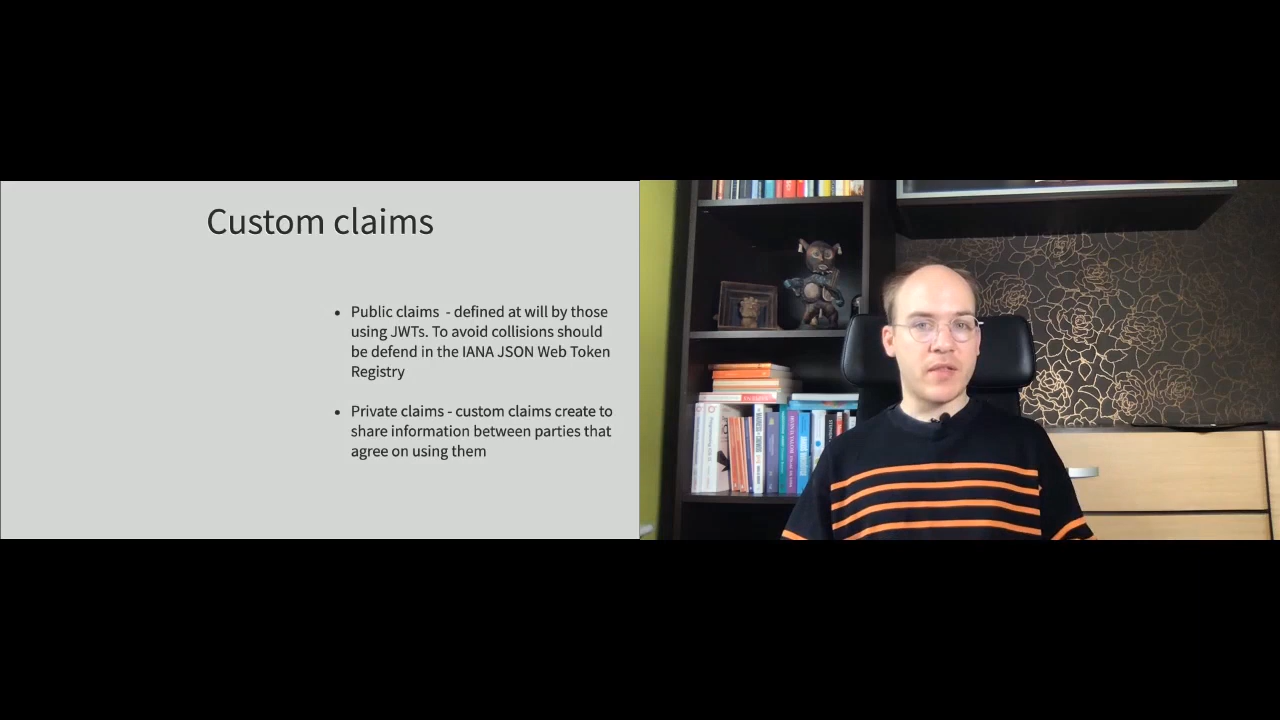 Custom claims
• Public claims - defined at will by those
using JWTs. To avoid collisions should
be defend in the IANA JSON Web Token
Registry
• Private claims - custom claims create to
share information between parties that
agree on using them